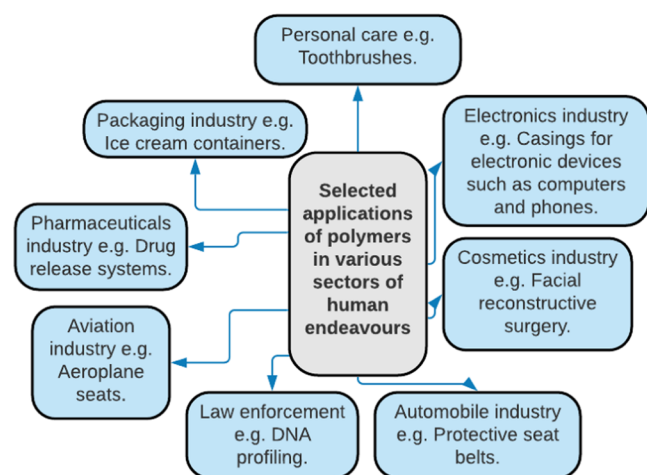 Personal care e.g.
Toothbrushes.
Packaging industry e.g.
Ice cream containers.
Electronics industry
e.g. Casings for
electronic devices
such as computers
and phones.
Selected
applications
of polymers
in various
sectors of
human
endeavours
Pharmaceuticals
industry e.g. Drug
release systems.
Cosmetics industry
e.g. Facial
reconstructive
surgery.
Aviation
industry e.g.
Aeroplane
seats.
Law enforcement
e.g. DNA
profiling.
Automobile industry
e.g. Protective seat
belts.